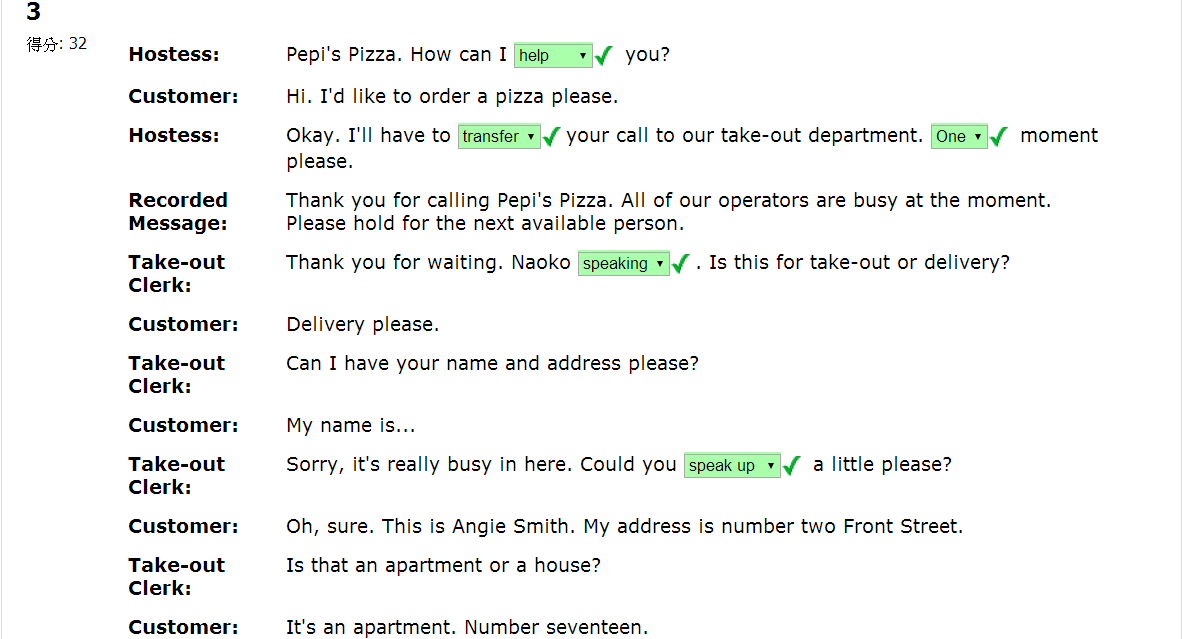 3
得分: 32
Hostess: Pepi's Pizza. How can I help you?
Customer: Hi. I'd like to order a pizza please.
Hostess: Okay. I'll have to transfer your call to our take-out department. One moment
please.
Recorded Thank you for calling Pepi's Pizza. All of our operators are busy at the moment.
Message: Please hold for the next available person.
Take-out Thank you for waiting. Naoko speaking . Is this for take-out or delivery?
Clerk:
Customer: Delivery please.
Take-out Can I have your name and address please?
Clerk:
Customer: My name is...
Take-out Sorry, it's really busy in here. Could you speak up a little please?
Clerk:
Customer: Oh, sure. This is Angie Smith. My address is number two Front Street.
Take-out Is that an apartment or a house?
Clerk:
Customer: It's an apartment. Number seventeen.